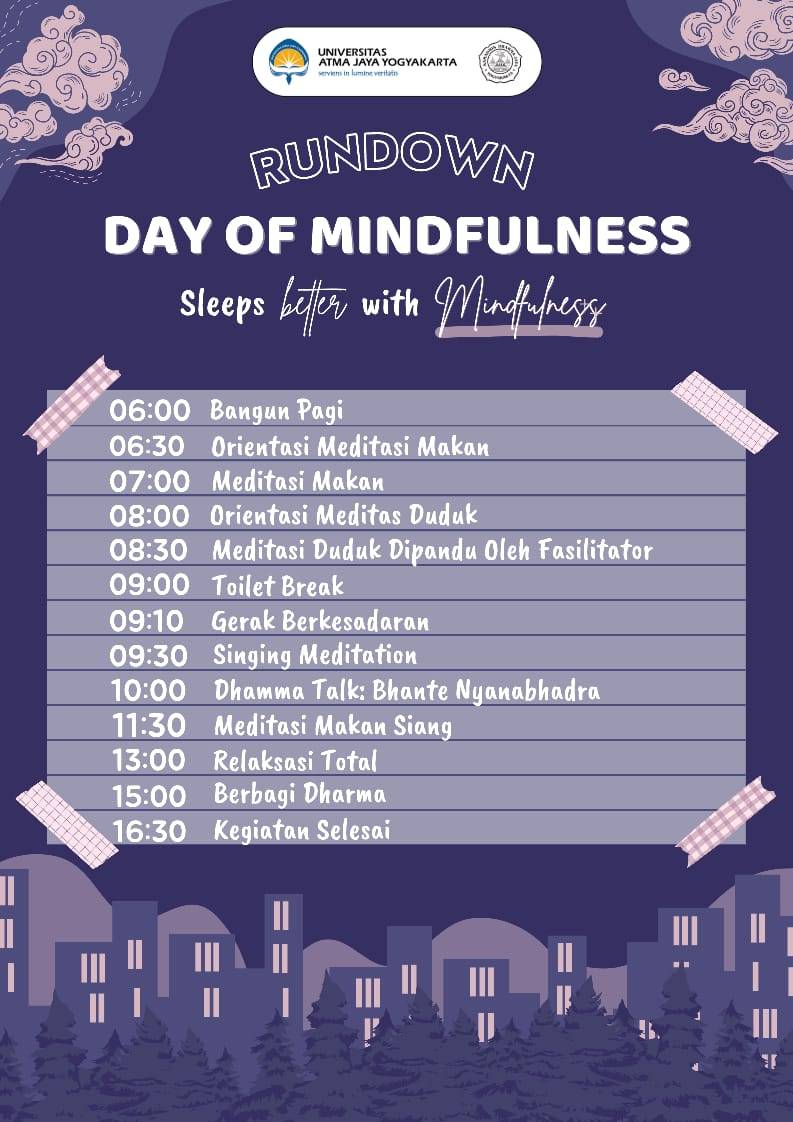 UNIVERSITAS
ATMA JAYA YOGYAKARTA
serviens in lumine veritatis
RUNDOWN
DAY OF MINDFULNESS
Sleeps better with Mindfulness
06:00 Bangun Pagi
06:30 Orientasi Meditasi Makan
07:00 Meditasi Makan
08:00 Orientasi Meditas Duduk
08:30 Meditasi Duduk Dipandu Oleh Fasilitator
09:00 Toilet Break
09:10 Gerak Berkesadaran
09:30 Singing Meditation
10:00 Dhamma Talk: Bhante Nyanabhadra
11:30 Meditasi Makan Siang
13:00 Relaksasi Total
15:00 Berbagi Dharma
16:30 Kegiatan Selesai